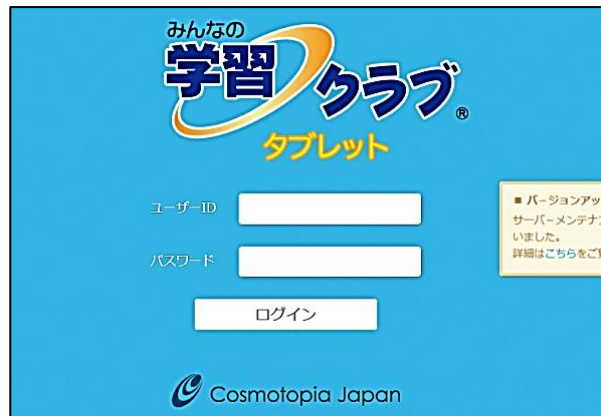 みんなの
学習クラブ®
タブレット
ユーザーID
パスワード
ログイン
■ バージョンアッ
サーバーメンテナ
いました。
詳細はこちらをご
Cosmotopia Japan